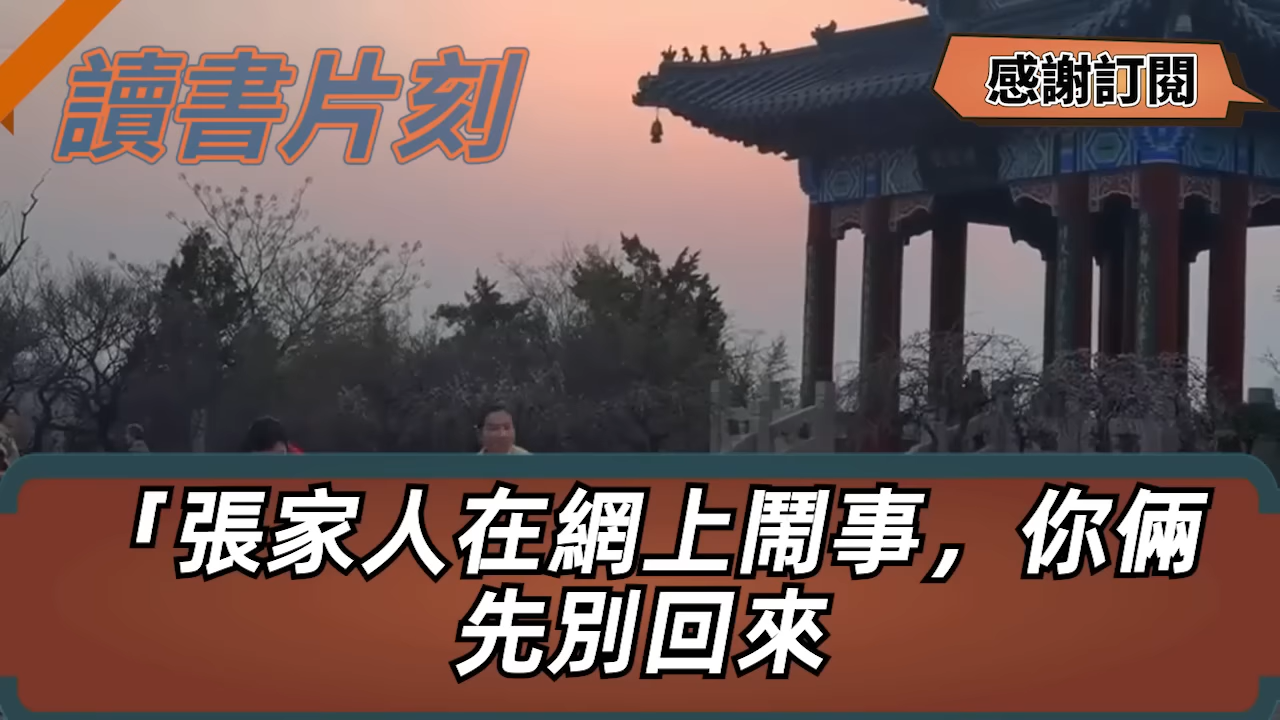 讀書片刻
感謝訂閱
「張家人在網上鬧事，你倆
先別回來